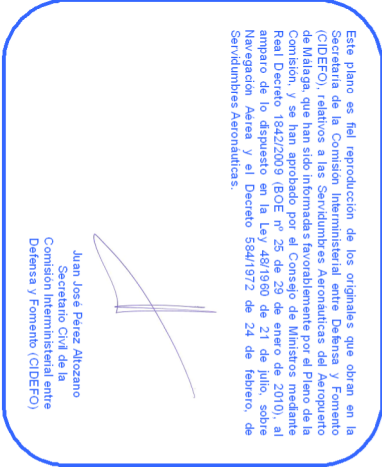 Este plano es fiel reproducción de los originales que obran en la
Secretaría de la Comisión Interministerial entre Defensa y Fomento
(CIDEFO), relativos a las Servidumbres Aeronáuticas del Aeropuerto
de Málaga, que han sido informadas favorablemente por el Pleno de la
Comisión, y se han aprobado por el Consejo de Ministros mediante
Real Decreto 1842/2009 (BOE nº 25 de 29 de enero de 2010), al
amparo de lo dispuesto en la Ley 48/1960 de 21 de julio, sobre
Navegación Aérea y el Decreto 584/1972 de 24 de febrero, de
Servidumbres Aeronáuticas.
Juan José Pérez Altozano
Secretario Civil de la
Comisión Interministerial entre
Defensa y Fomento (CIDEFO)